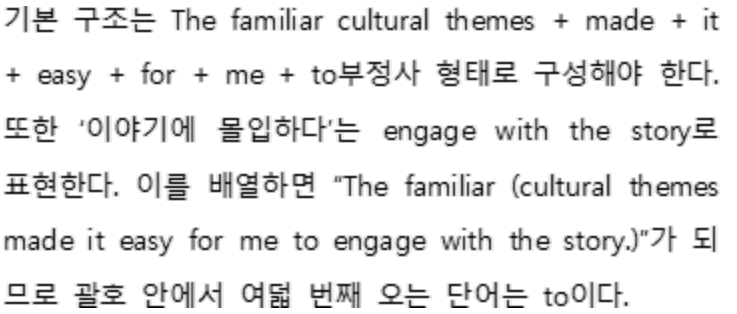 기본 구조는 The familiar cultural themes + made + it
+ easy + for + me + to부정사 형태로 구성해야 한다.
또한 ‘이야기에 몰입하다’는 engage with the story로
표현한다. 이를 배열하면 “The familiar (cultural themes
made it easy for me to engage with the story.)”가 되
므로 괄호 안에서 여덟 번째 오는 단어는 to이다.